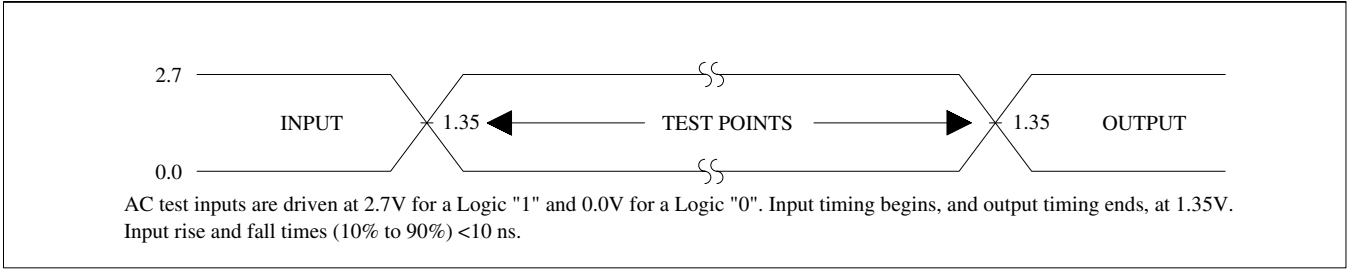 2.7
INPUT 1.35 TEST POINTS 1.35 OUTPUT
0.0
AC test inputs are driven at 2.7V for a Logic "1" and 0.0V for a Logic "0". Input timing begins, and output timing ends, at 1.35V.
Input rise and fall times (10% to 90%) <10 ns.